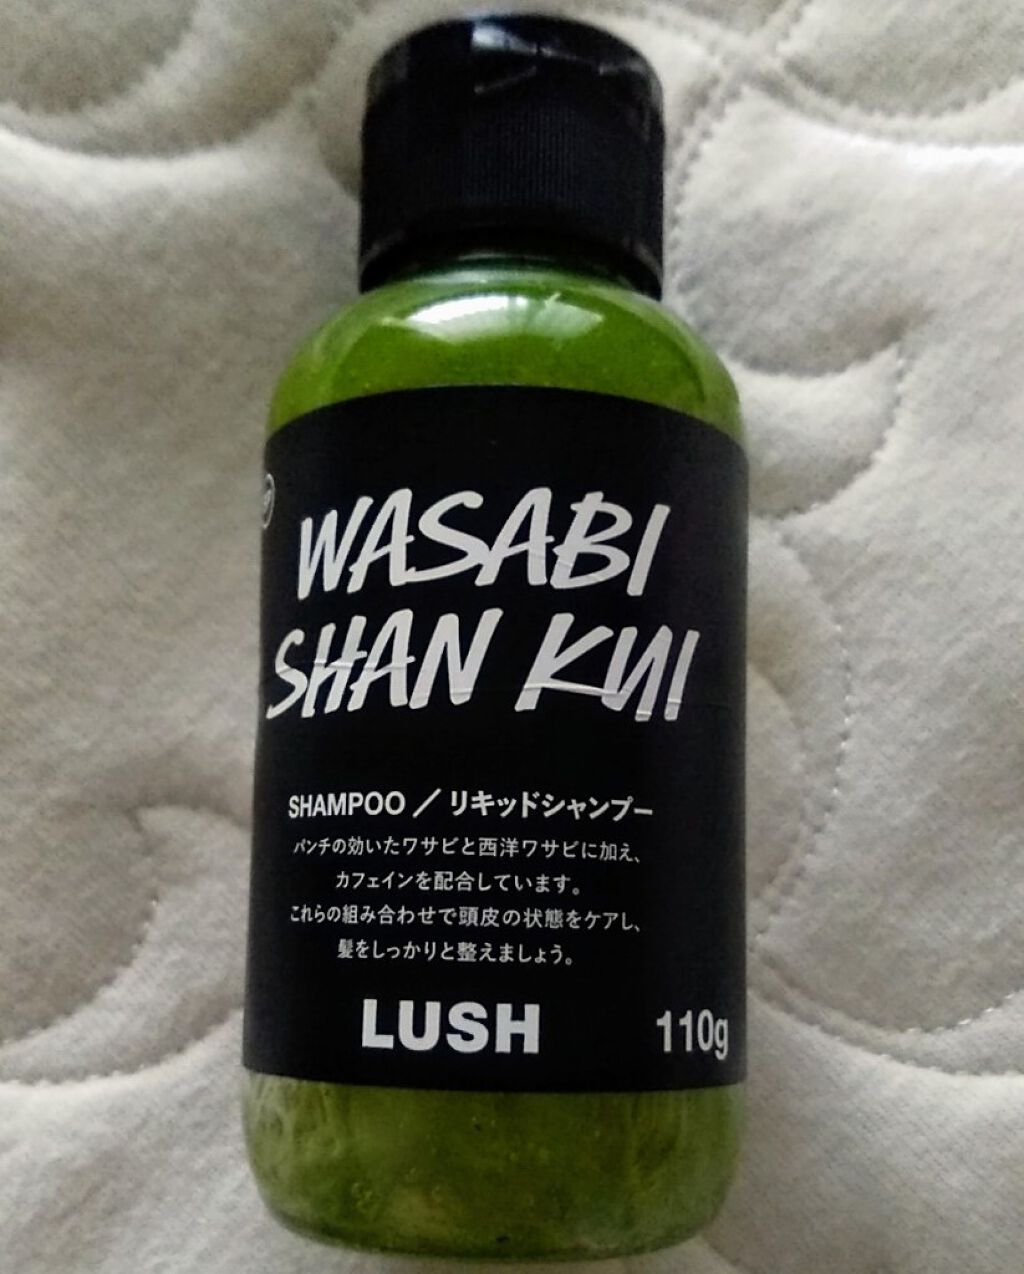 WASABI
SHAN KUI
SHAMPOO / リキッドシャンプー
パンチの効いたワサビと西洋ワサビに加え、
カフェインを配合しています。
これらの組み合わせで頭皮の状態をケアし、
髪をしっかりと整えましょう。
LUSH
110g